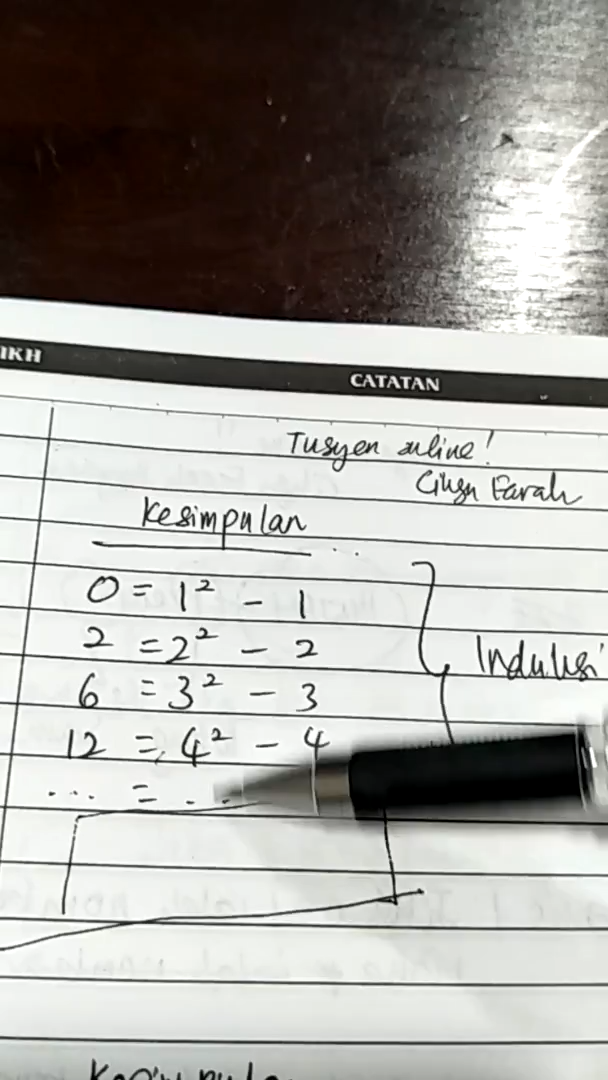 IKH
CATATAN
Tusyen online!
Cikgu Farah
Kesimpulan
0 = 1² - 1
2 = 2² - 2
6 = 3² - 3
12 = 4² - 4
... = ...
Induksi